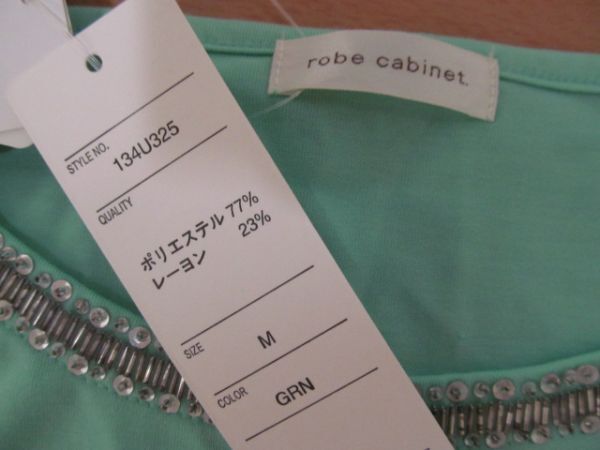 robe cabinet.
STYLE NO.
134U325
QUALITY
ポリエステル 77%
レーヨン 23%
SIZE
M
COLOR
GRN